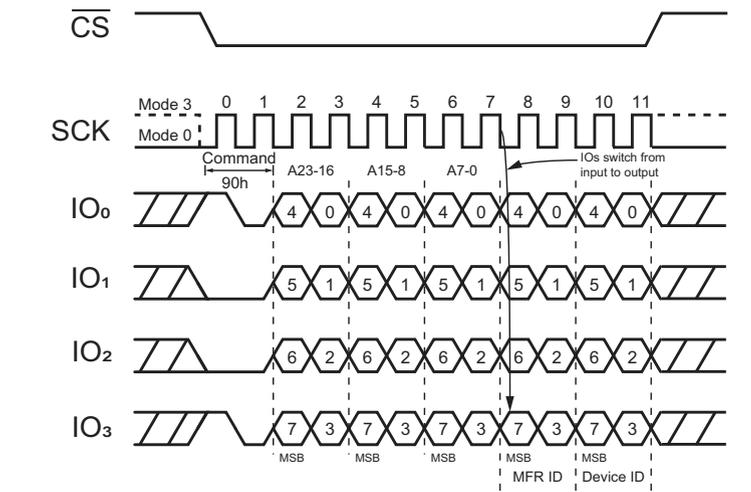 CS
Mode 3 0 1 2 3 4 5 6 7 8 9 10 11
SCK
Mode 0
Command
A23-16 A15-8 A7-0
IOs switch from
input to output
90h
IO₀ 4 0 4 0 4 0 4 0 4 0
IO₁ 5 1 5 1 5 1 5 1 5 1
IO₂ 6 2 6 2 6 2 6 2 6 2
IO₃ 7 3 7 3 7 3 7 3 7 3
MSB MSB MSB MSB MSB
MFR ID Device ID